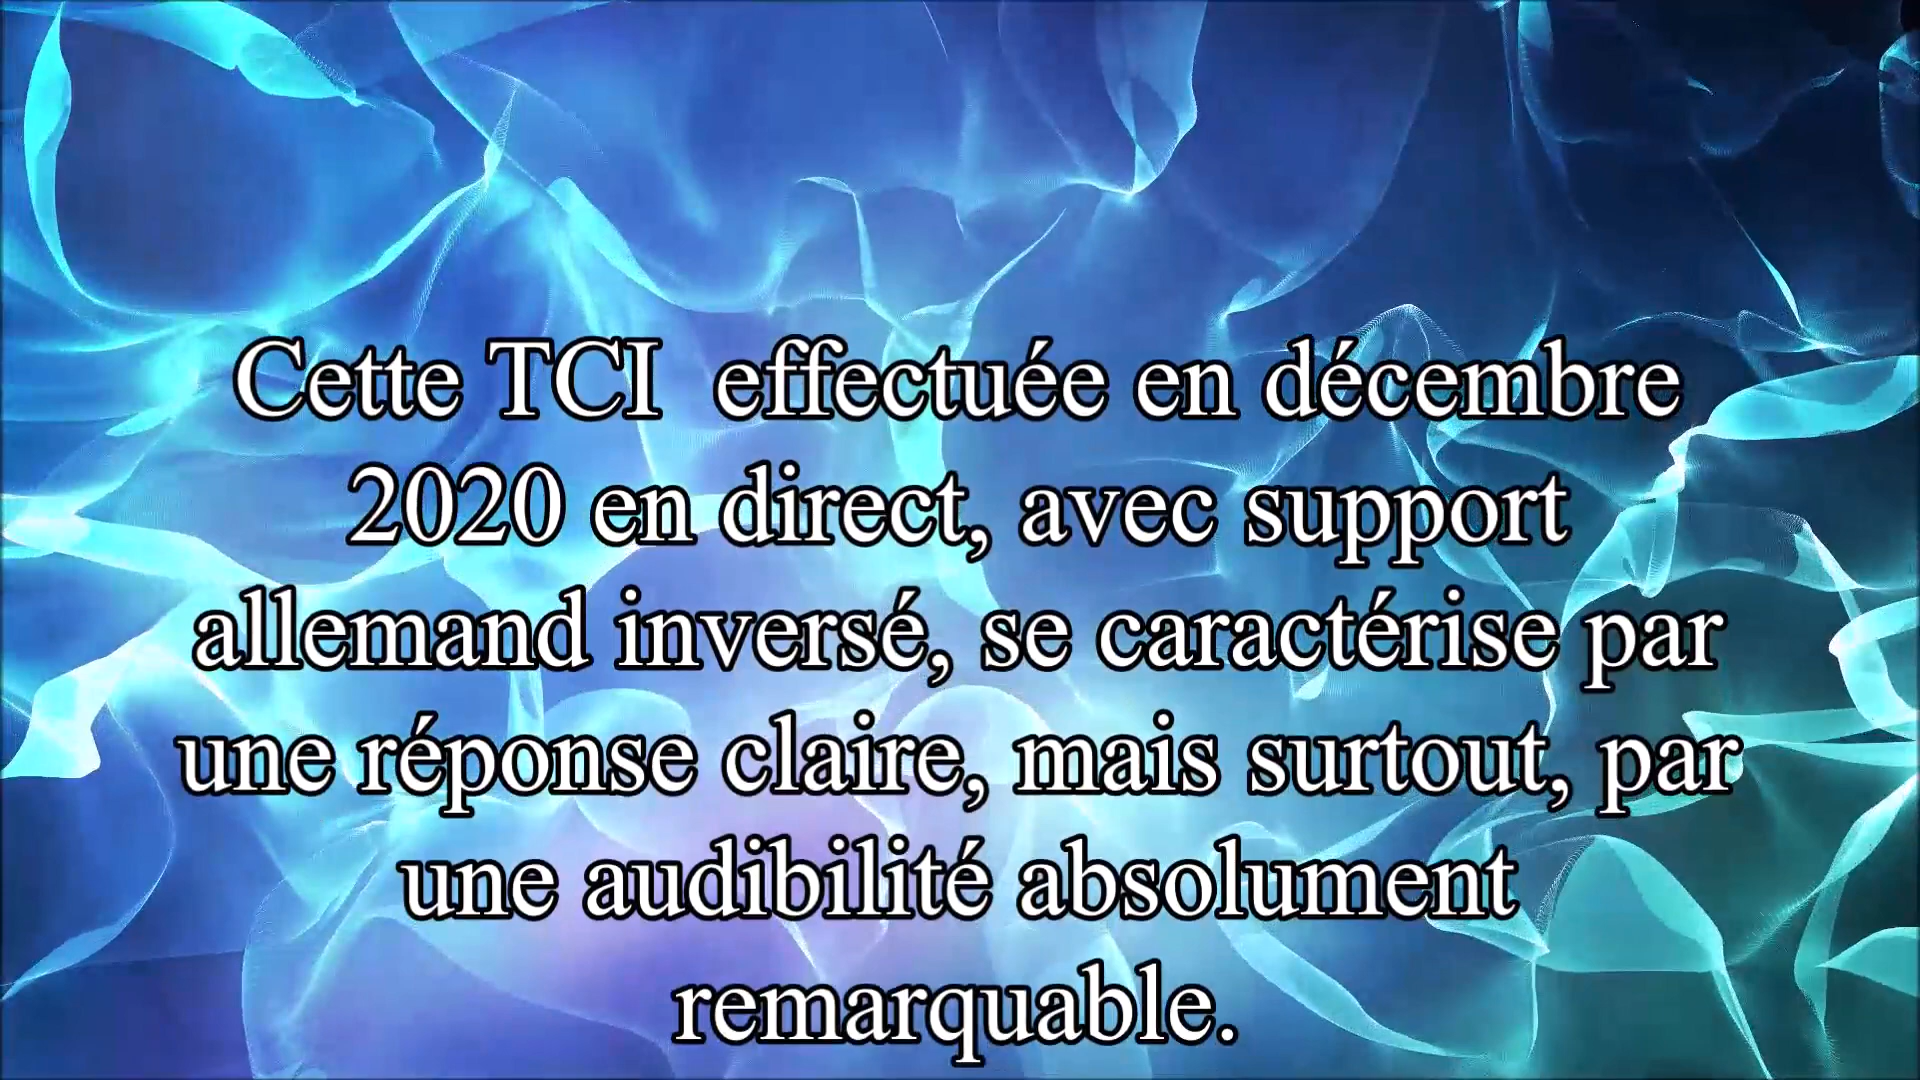 Cette TCI  effectuée en décembre
2020 en direct, avec support
allemand inversé, se caractérise par
une réponse claire, mais surtout, par
une audibilité absolument
remarquable.